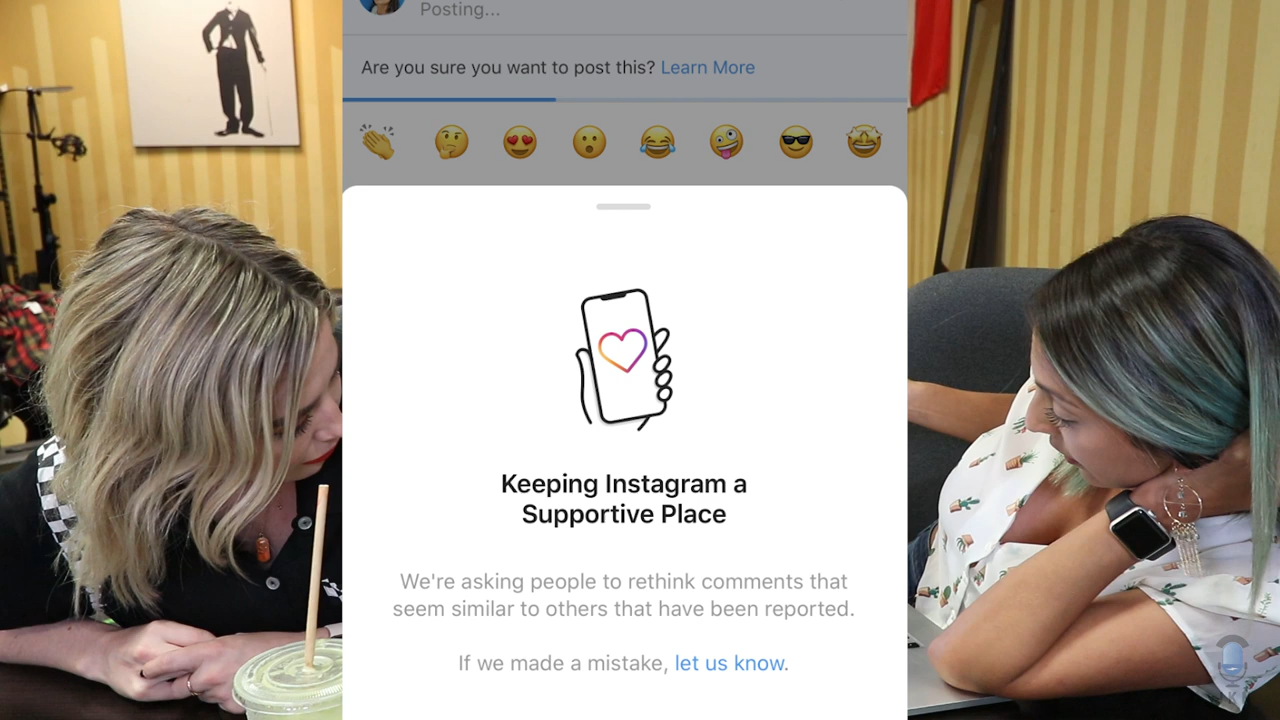 Posting...
Are you sure you want to post this? Learn More
Keeping Instagram a
Supportive Place
We're asking people to rethink comments that
seem similar to others that have been reported.
If we made a mistake, let us know.